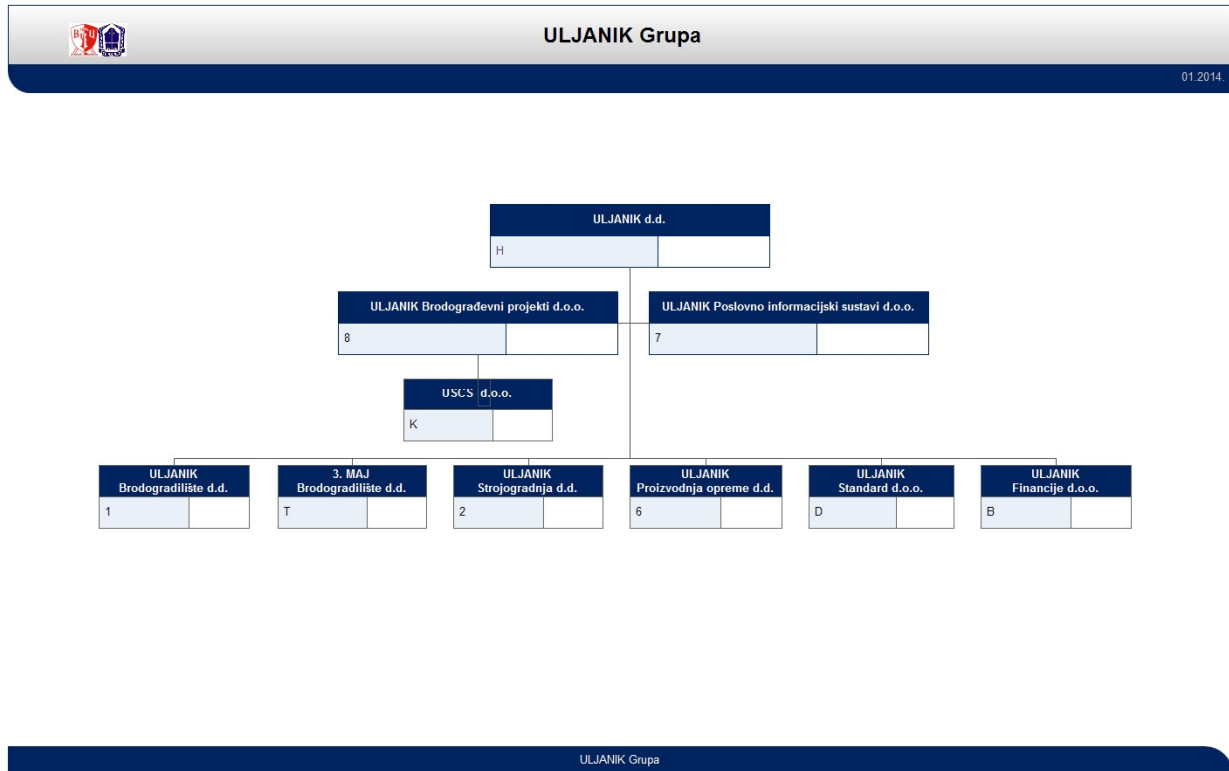 ULJANIK Grupa
01.2014.
ULJANIK d.d.
H
ULJANIK Brodograđevni projekti d.o.o.
8
ULJANIK Poslovno informacijski sustavi d.o.o.
7
USCS d.o.o.
K
ULJANIK
Brodogradilište d.d.
1
3. MAJ
Brodogradilište d.d.
T
ULJANIK
Strojogradnja d.d.
2
ULJANIK
Proizvodnja opreme d.d.
6
ULJANIK
Standard d.o.o.
D
ULJANIK
Financije d.o.o.
B
ULJANIK Grupa